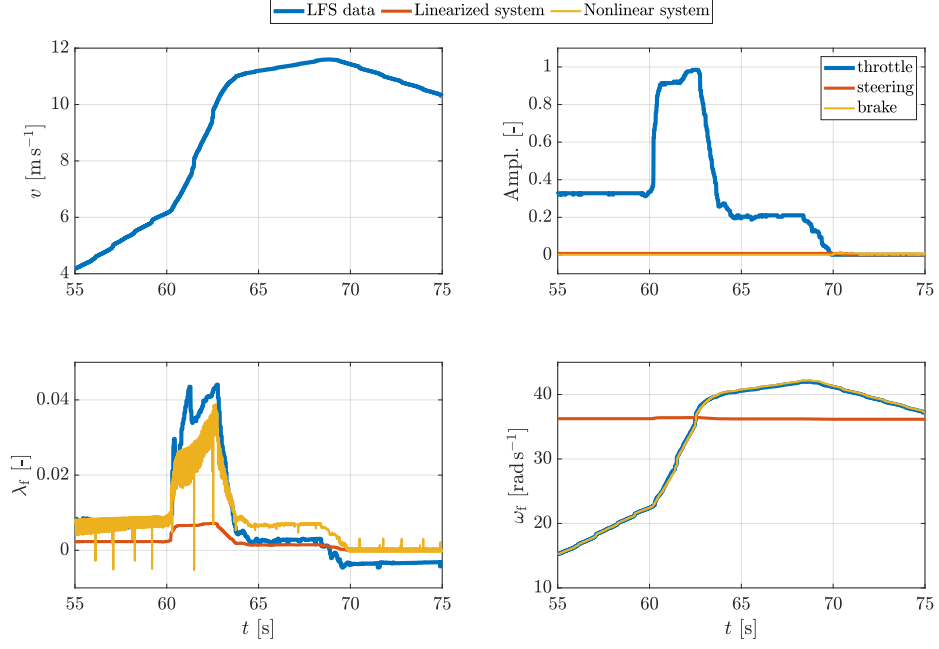 LFS data Linearized system Nonlinear system
12
10
8
6
4
v [m s⁻¹]
55 60 65 70 75
1
0.8
0.6
0.4
0.2
0
Ampl. [-]
throttle
steering
brake
55 60 65 70 75
0.04
0.02
0
λf [-]
55 60 65 70 75
t [s]
40
30
20
10
ωf [rad s⁻¹]
55 60 65 70 75
t [s]